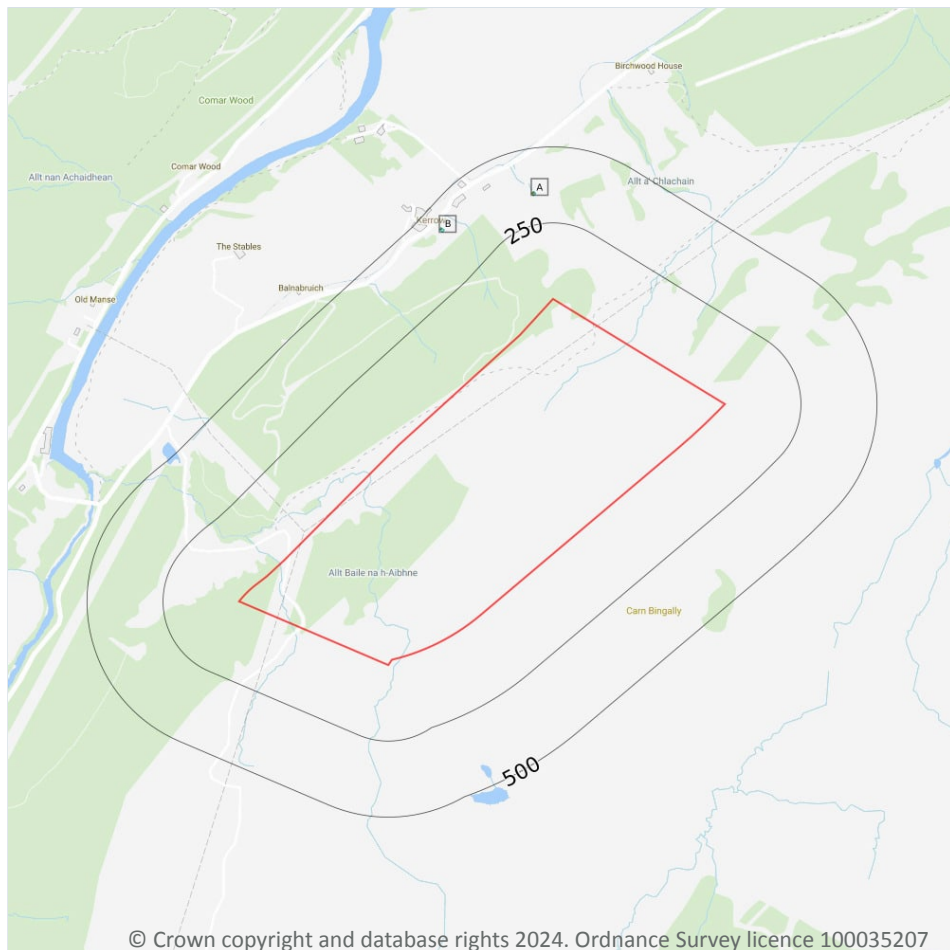 Birchwood House
Comar Wood
Comar Wood
Allt nan Achaidhean
Allt a' Chlachain
A
B
250
The Stables
Balnabruich
Old Manse
Allt Baile na h-Aibhne
Carn Bingally
500
© Crown copyright and database rights 2024. Ordnance Survey licence 100035207